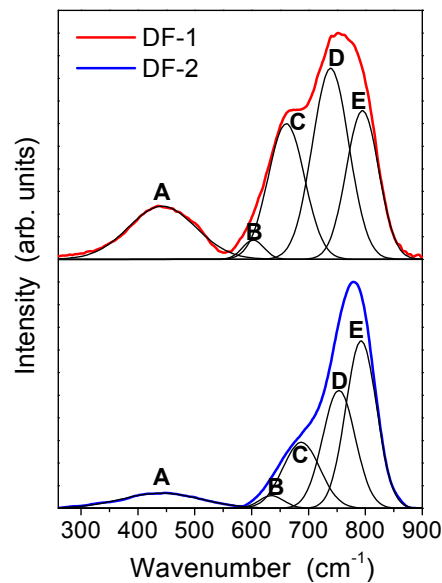 DF-1
DF-2
D
E
C
A
B
E
D
C
A
B
Intensity (arb. units)
300 400 500 600 700 800 900
Wavenumber (cm⁻¹)